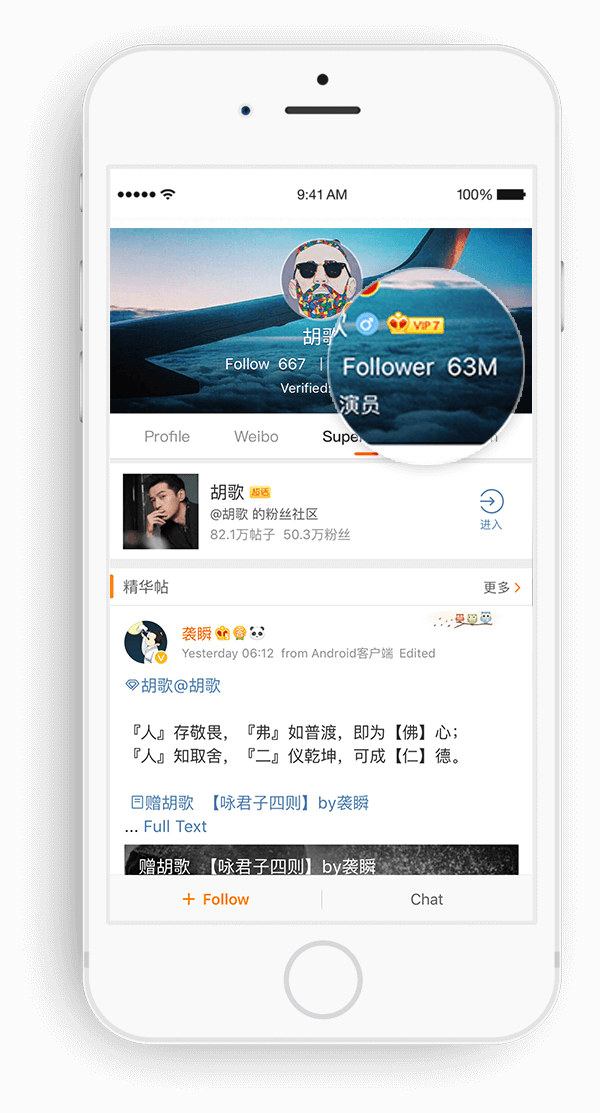 9:41 AM 100%
胡歌
人 VIP 7
Follow 667 | Follower 63M
Verified: 演员
Profile Weibo Super
胡歌 超话
@胡歌 的粉丝社区
82.1万帖子 50.3万粉丝
进入
精华帖 更多
袭瞬
Yesterday 06:12 from Android客户端 Edited
胡歌@胡歌
『人』存敬畏，『弗』如普渡，即为【佛】心；
『人』知取舍，『二』仪乾坤，可成【仁】德。
赠胡歌 【咏君子四则】by袭瞬
... Full Text
赠胡歌 【咏君子四则】by袭瞬
+ Follow Chat